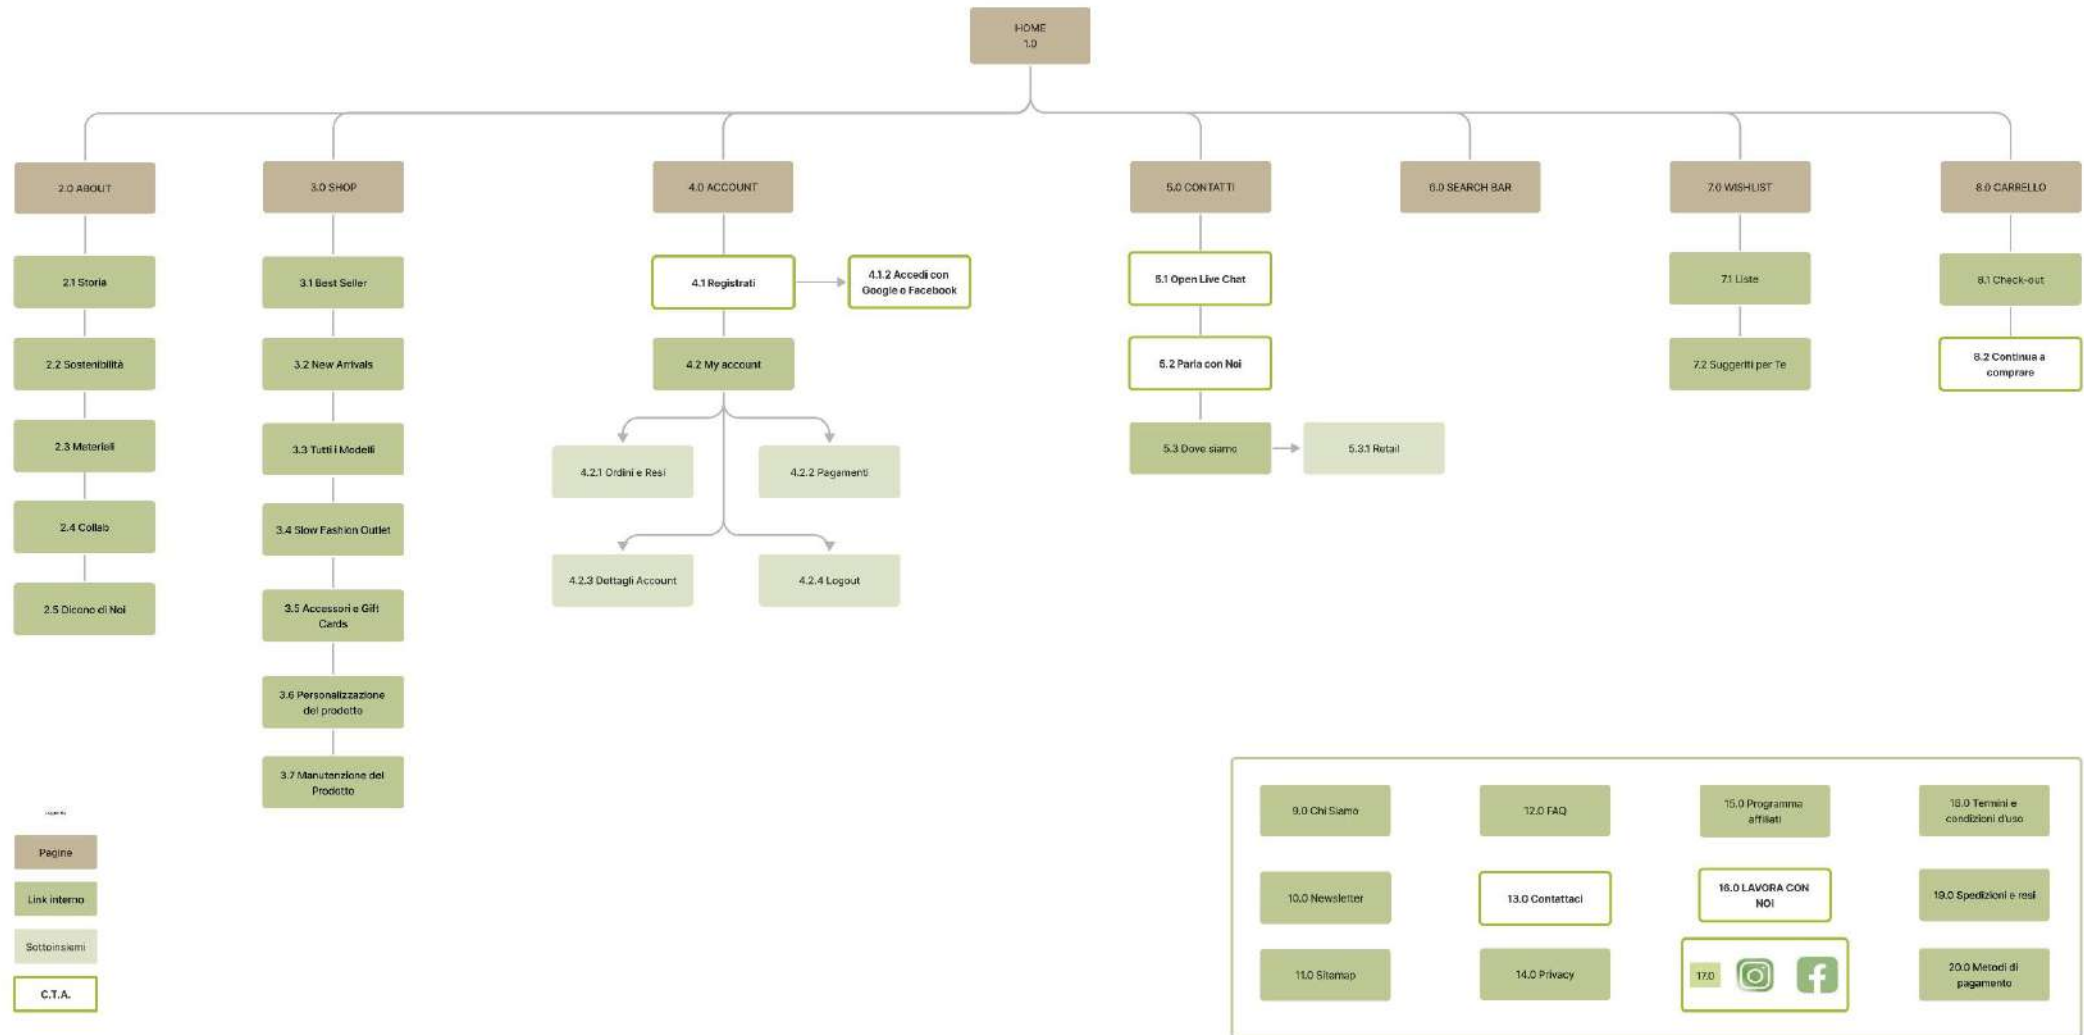 HOME
1.0
2.0 ABOUT
3.0 SHOP
4.0 ACCOUNT
5.0 CONTATTI
6.0 SEARCH BAR
7.0 WISHLIST
8.0 CARRELLO
2.1 Storia
3.1 Best Seller
4.1 Registrati
4.1.2 Accedi con
Google o Facebook
5.1 Open Live Chat
7.1 Liste
8.1 Check-out
2.2 Sostenibilità
3.2 New Arrivals
4.2 My account
5.2 Parla con Noi
7.2 Suggeriti per Te
8.2 Continua a
comprare
2.3 Materiali
3.3 Tutti i Modelli
4.2.1 Ordini e Resi
4.2.2 Pagamenti
5.3 Dove siamo
5.3.1 Retail
2.4 Collab
3.4 Slow Fashion Outlet
4.2.3 Dettagli Account
4.2.4 Logout
2.5 Dicono di Noi
3.5 Accessori e Gift
Cards
3.6 Personalizzazione
del prodotto
3.7 Manutenzione del
Prodotto
Pagine
Link interno
Sottoinsiemi
C.T.A.
9.0 Chi Siamo
12.0 FAQ
15.0 Programma
affiliati
18.0 Termini e
condizioni d'uso
10.0 Newsletter
13.0 Contattaci
16.0 LAVORA CON
NOI
19.0 Spedizioni e resi
11.0 Sitemap
14.0 Privacy
17.0
20.0 Metodi di
pagamento